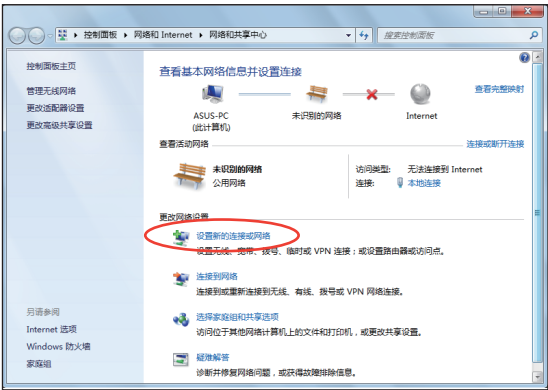 控制面板 ▸ 网络和 Internet ▸ 网络和共享中心
搜索控制面板
控制面板主页
管理无线网络
更改适配器设置
更改高级共享设置
查看基本网络信息并设置连接
ASUS-PC
(此计算机)
未识别的网络
Internet
查看完整映射
查看活动网络
连接或断开连接
未识别的网络
公用网络
访问类型: 无法连接到 Internet
连接: 本地连接
更改网络设置
设置新的连接或网络
设置无线、宽带、拨号、临时或 VPN 连接；或设置路由器或访问点。
连接到网络
连接到或重新连接到无线、有线、拨号或 VPN 网络连接。
选择家庭组和共享选项
访问位于其他网络计算机上的文件和打印机，或更改共享设置。
疑难解答
诊断并修复网络问题，或获得故障排除信息。
另请参阅
Internet 选项
Windows 防火墙
家庭组